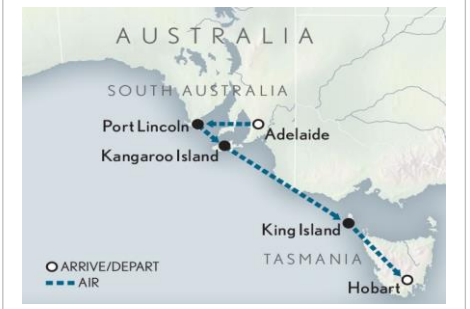 AUSTRALIA
SOUTH AUSTRALIA
Port Lincoln
Adelaide
Kangaroo Island
King Island
TASMANIA
Hobart
ARRIVE/DEPART
AIR